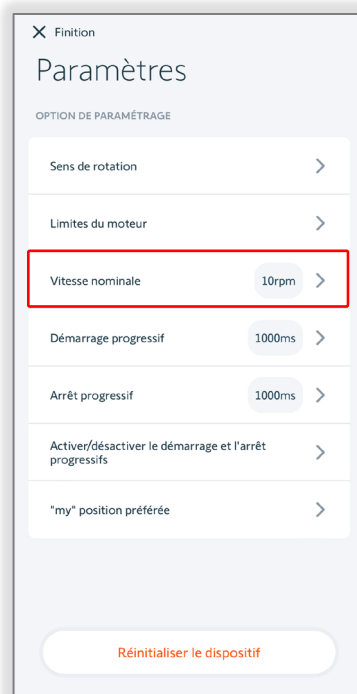 Finition
Paramètres
OPTION DE PARAMÉTRAGE
Sens de rotation
Limites du moteur
Vitesse nominale 10rpm
Démarrage progressif 1000ms
Arrêt progressif 1000ms
Activer/désactiver le démarrage et l'arrêt
progressifs
"my" position préférée
Réinitialiser le dispositif